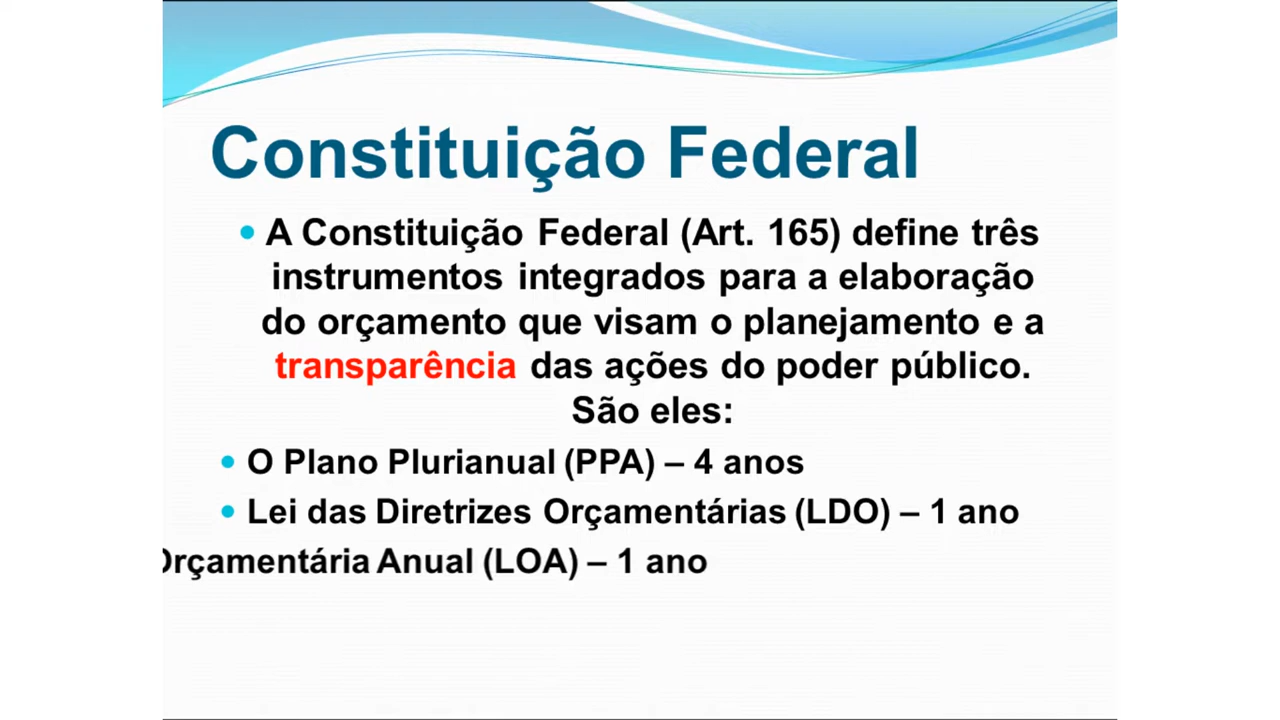 Constituição Federal
• A Constituição Federal (Art. 165) define três
instrumentos integrados para a elaboração
do orçamento que visam o planejamento e a
transparência das ações do poder público.
São eles:
• O Plano Plurianual (PPA) – 4 anos
• Lei das Diretrizes Orçamentárias (LDO) – 1 ano
Orçamentária Anual (LOA) – 1 ano